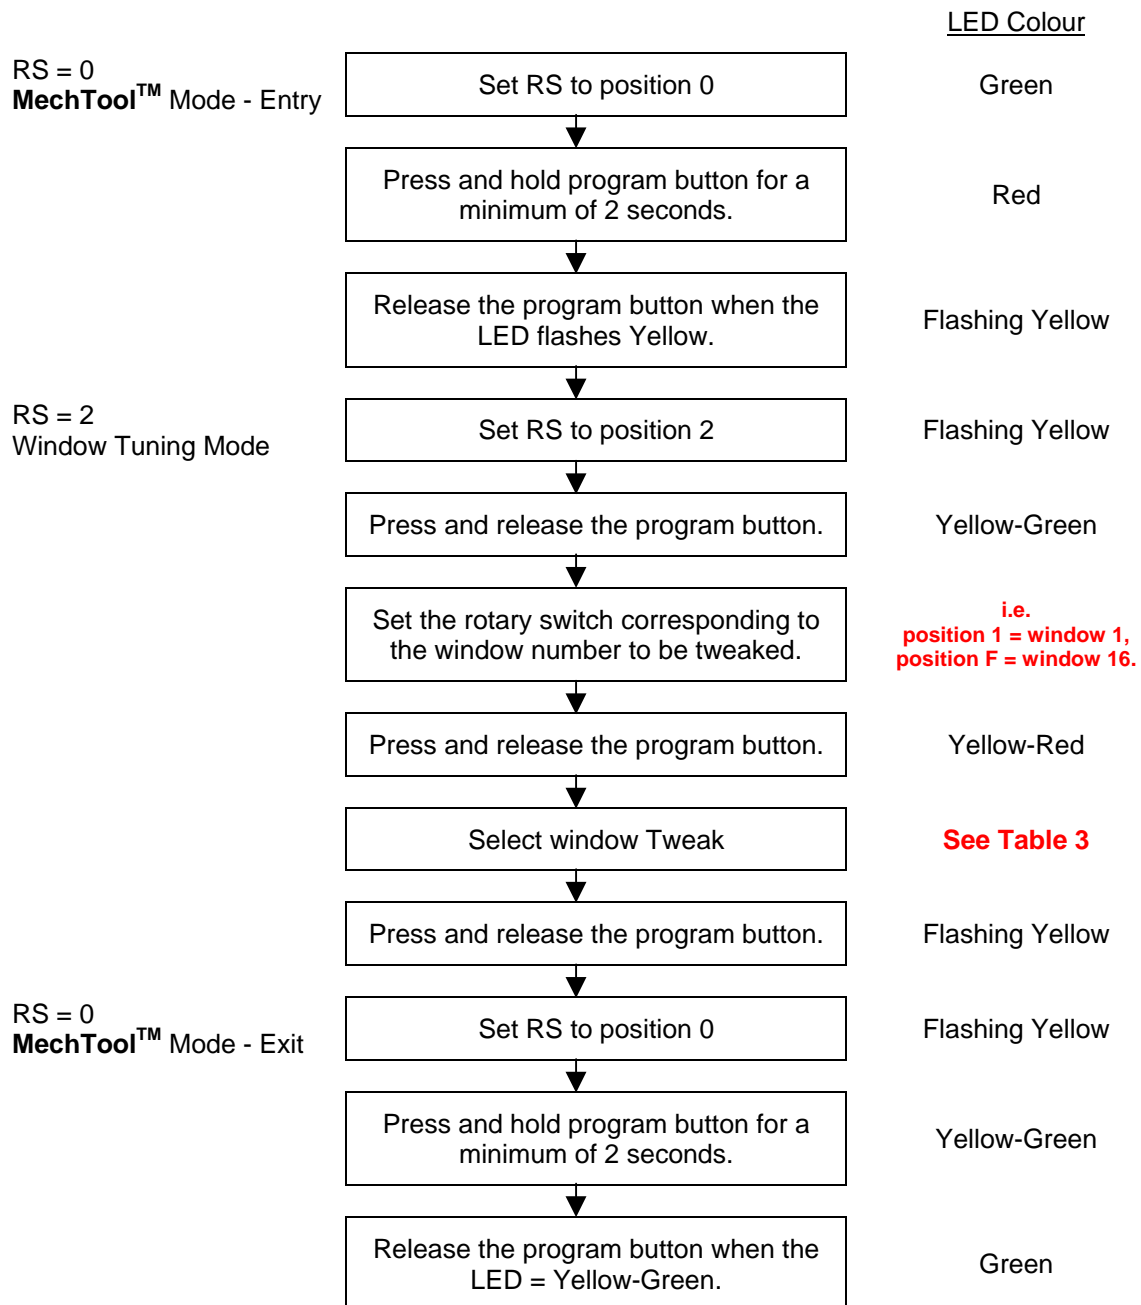 LED Colour
RS = 0
MechTool™ Mode - Entry
Set RS to position 0
Green
Press and hold program button for a
minimum of 2 seconds.
Red
Release the program button when the
LED flashes Yellow.
Flashing Yellow
RS = 2
Window Tuning Mode
Set RS to position 2
Flashing Yellow
Press and release the program button.
Yellow-Green
Set the rotary switch corresponding to
the window number to be tweaked.
i.e.
position 1 = window 1,
position F = window 16.
Press and release the program button.
Yellow-Red
Select window Tweak
See Table 3
Press and release the program button.
Flashing Yellow
RS = 0
MechTool™ Mode - Exit
Set RS to position 0
Flashing Yellow
Press and hold program button for a
minimum of 2 seconds.
Yellow-Green
Release the program button when the
LED = Yellow-Green.
Green